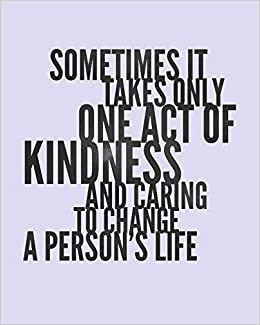 SOMETIMES IT
TAKES ONLY
ONE ACT OF
KINDNESS
AND CARING
TO CHANGE
A PERSON'S LIFE